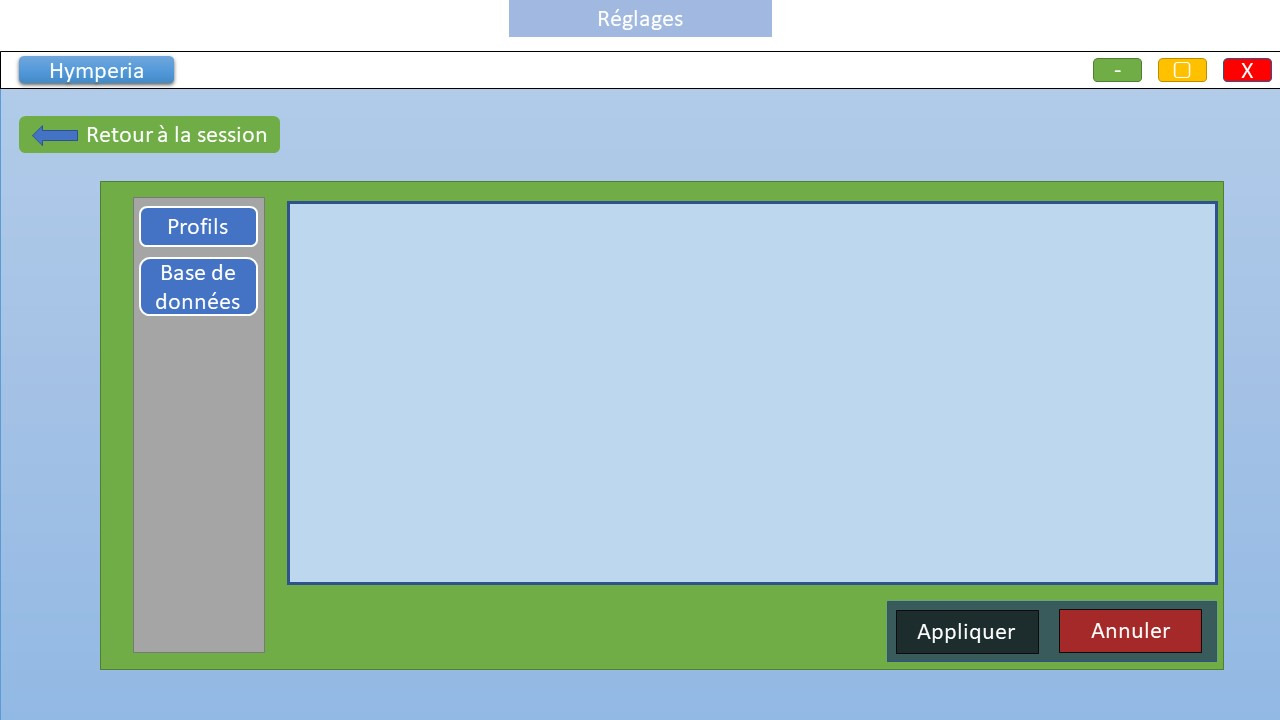 Réglages
Hymperia
-
X
Retour à la session
Profils
Base de
données
Appliquer
Annuler